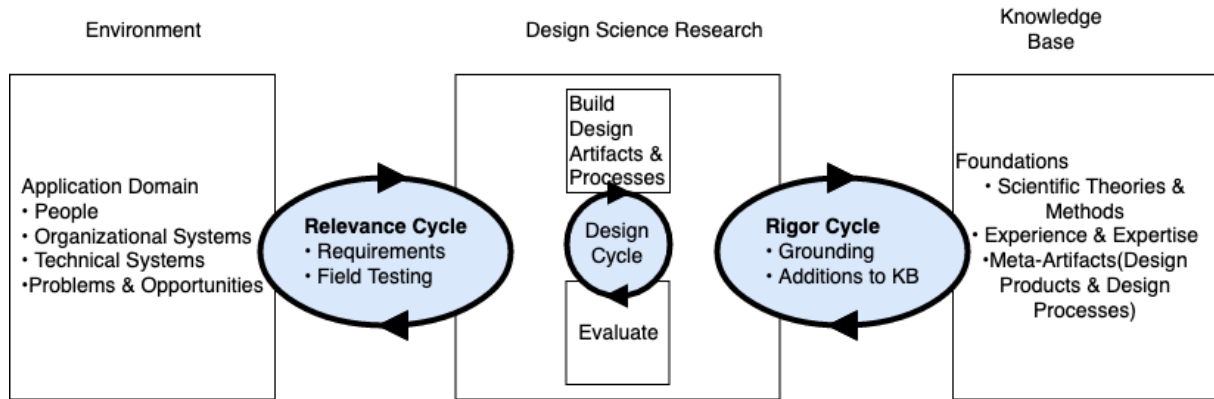 Environment
Design Science Research
Knowledge
Base
Application Domain
• People
• Organizational Systems
• Technical Systems
•Problems & Opportunities
Relevance Cycle
• Requirements
• Field Testing
Build
Design
Artifacts &
Processes
Design
Cycle
Evaluate
Rigor Cycle
• Grounding
• Additions to KB
Foundations
• Scientific Theories &
Methods
• Experience & Expertise
•Meta-Artifacts(Design
Products & Design
Processes)